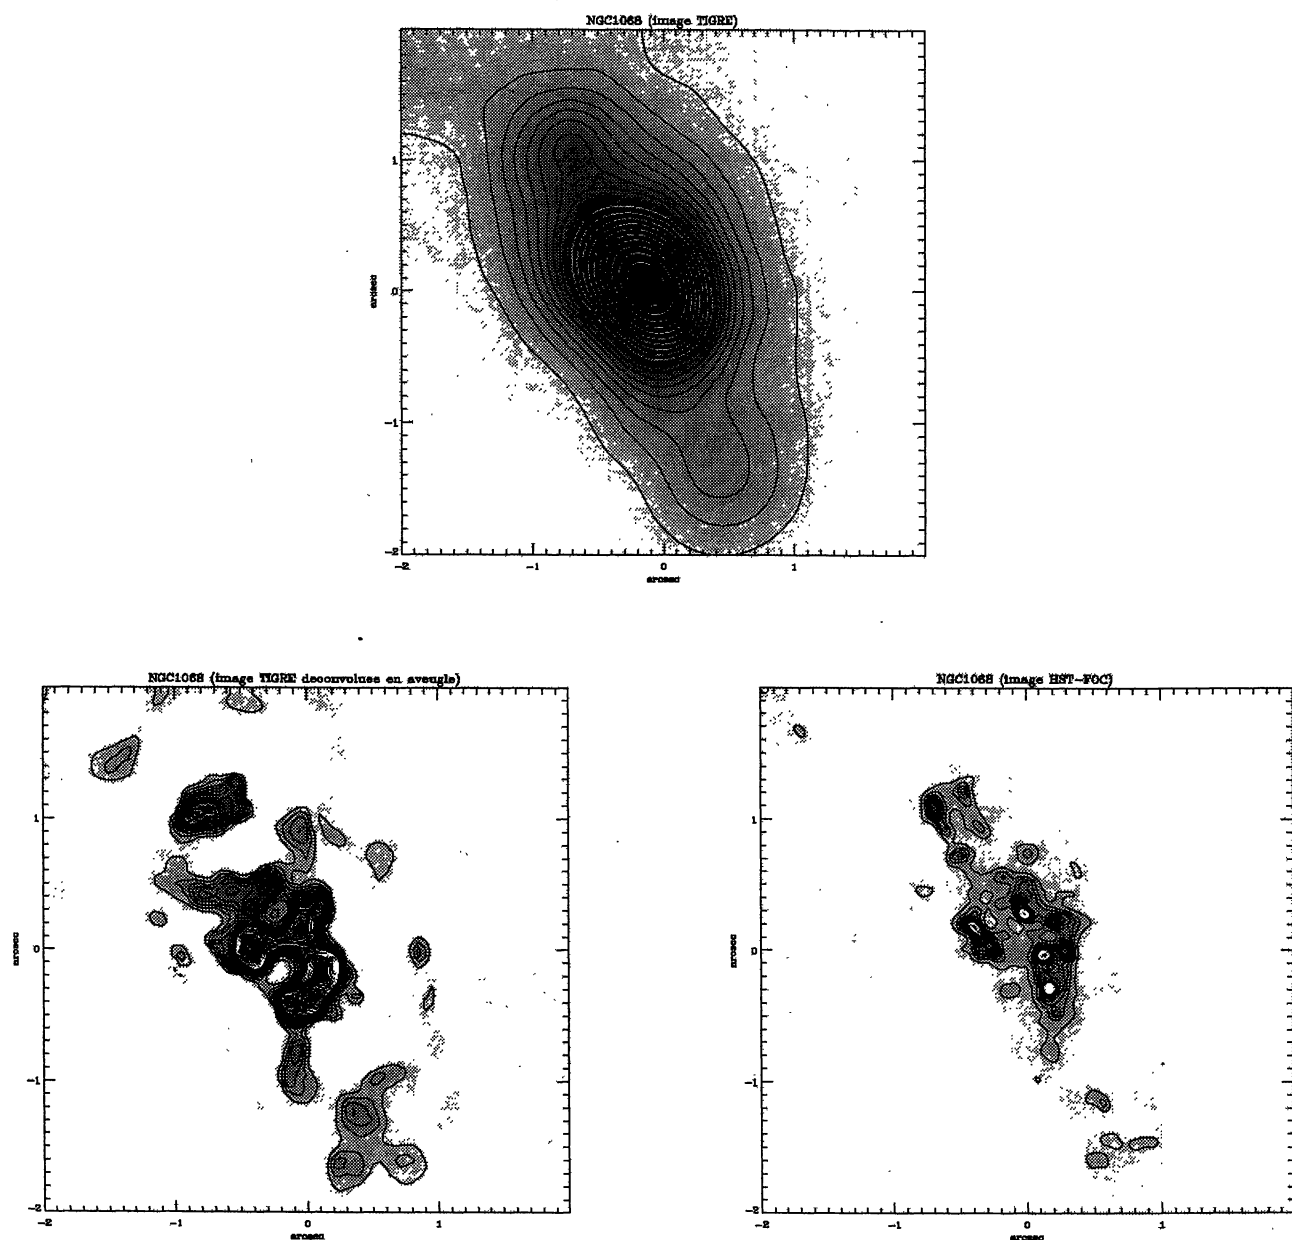 NGC1068 (image TIGRE)
1
0
-1
-2
arcsec
-2
-1
0
1
arcsec
NGC1068 (image TIGRE deconvoluee en aveugle)
1
0
-1
-2
arcsec
-2
-1
0
1
arcsec
NGC1068 (image HST-FOC)
1
0
-1
-2
arcsec
-2
-1
0
1
arcsec